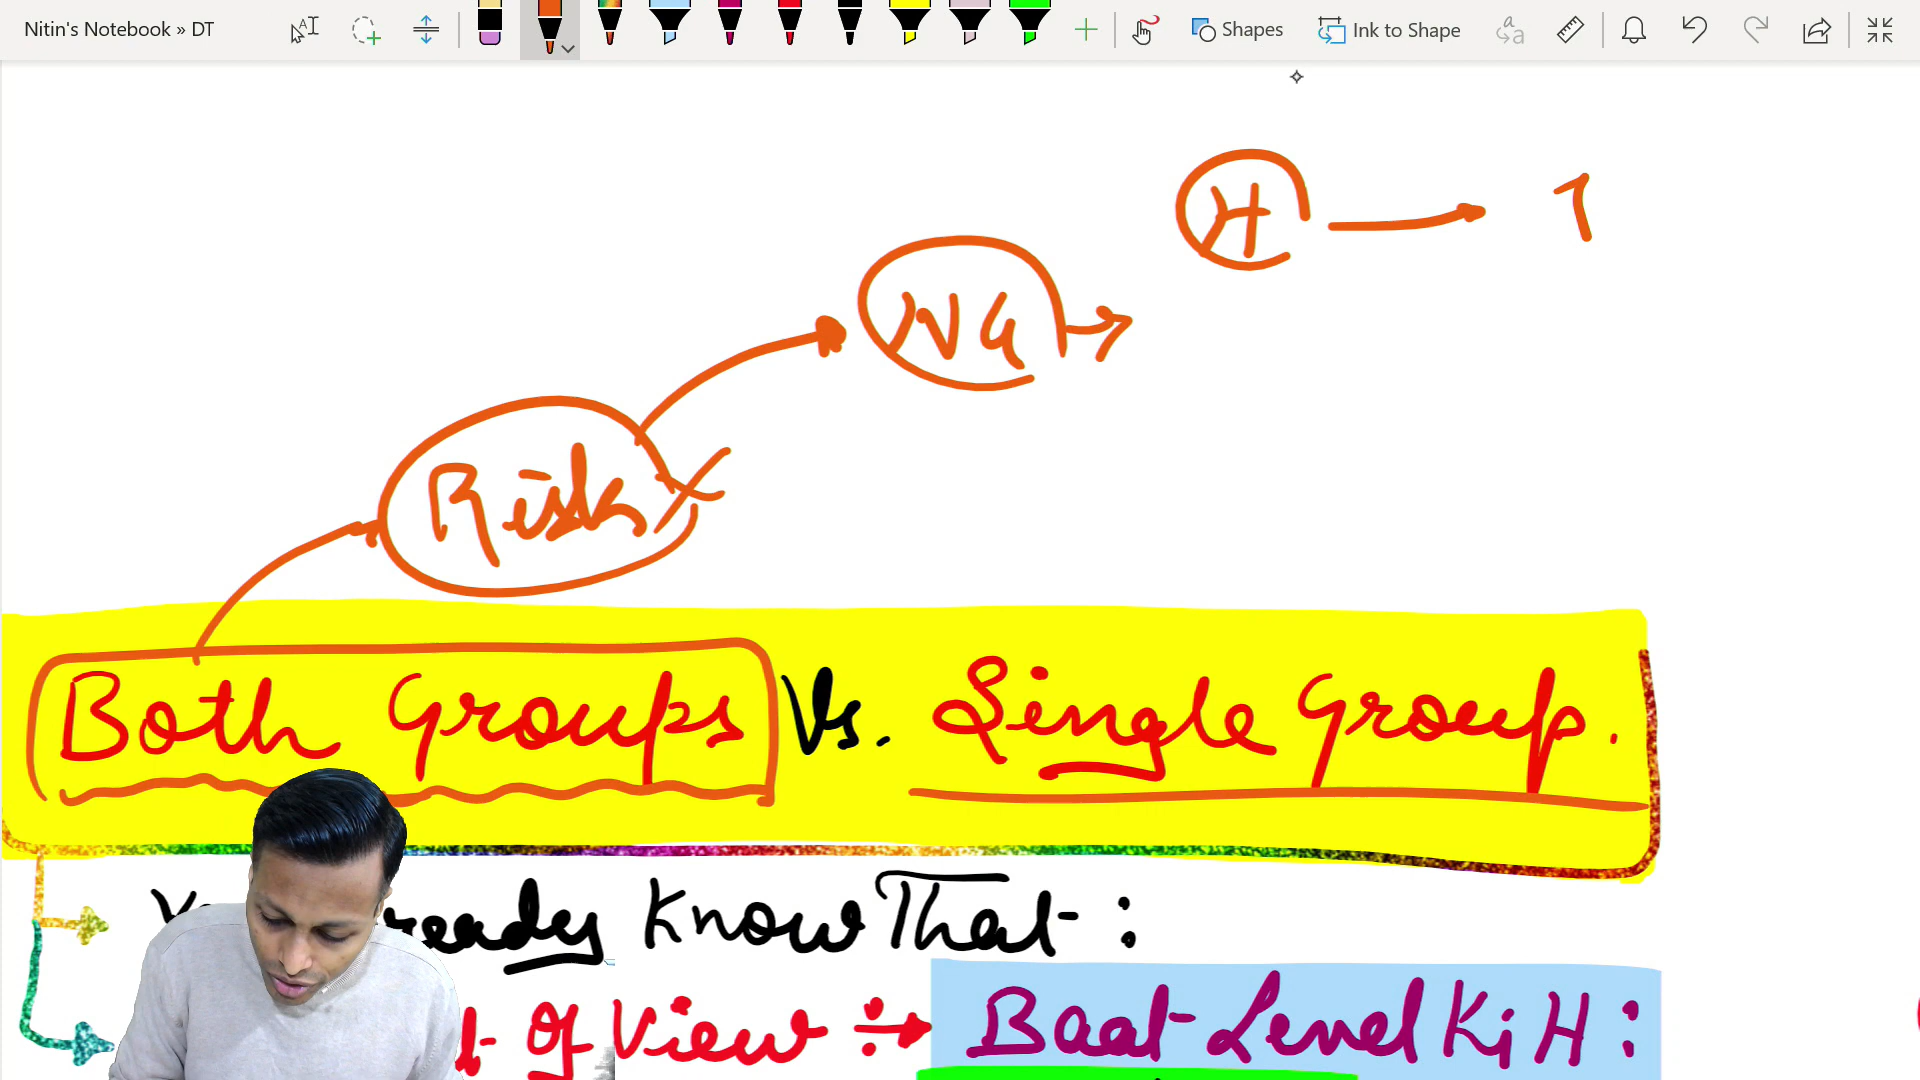 Nitin's Notebook » DT
Shapes
Ink to Shape
H → 1
NG →
Risk
Both Groups Vs. Single Group.
Already Know That :
Of View ÷→ Baat Level Ki H :